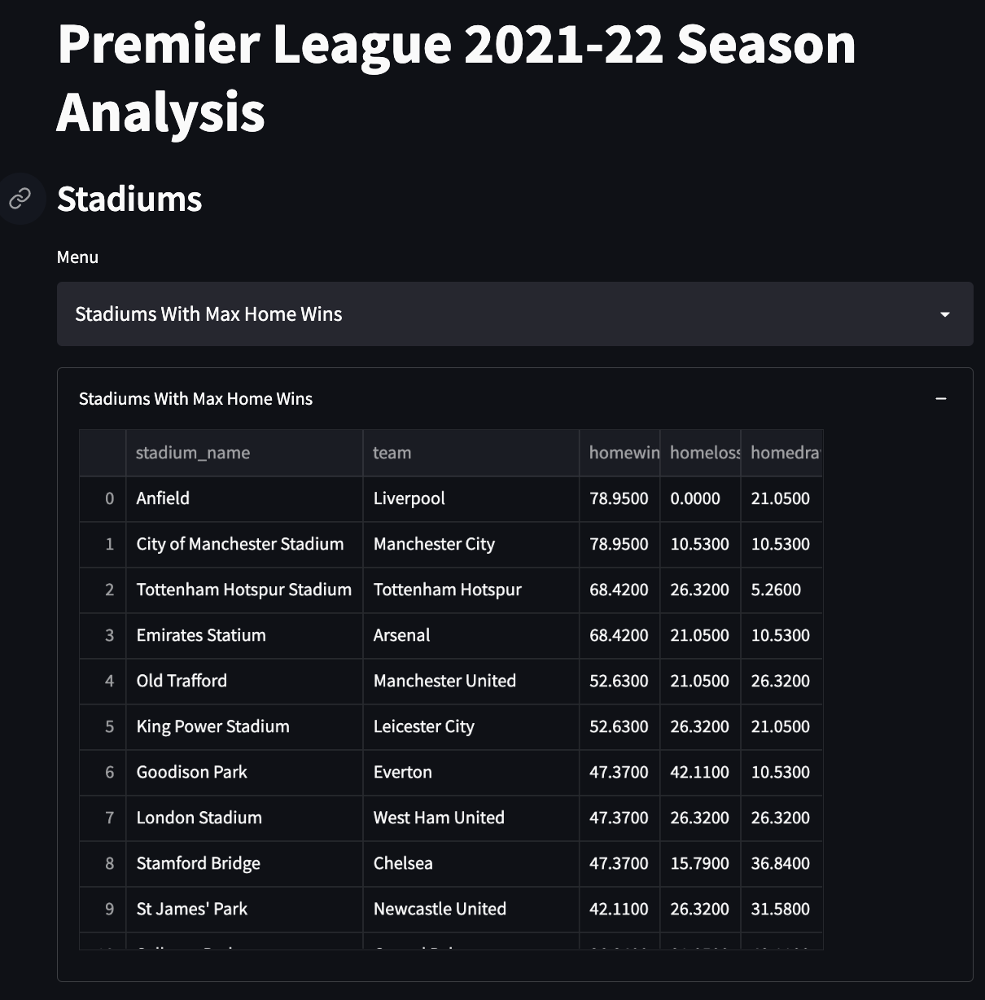 Premier League 2021-22 Season
Analysis
Stadiums
Menu
Stadiums With Max Home Wins
Stadiums With Max Home Wins
stadium_name team homewin homeloss homedra
0 Anfield Liverpool 78.9500 0.0000 21.0500
1 City of Manchester Stadium Manchester City 78.9500 10.5300 10.5300
2 Tottenham Hotspur Stadium Tottenham Hotspur 68.4200 26.3200 5.2600
3 Emirates Statium Arsenal 68.4200 21.0500 10.5300
4 Old Trafford Manchester United 52.6300 21.0500 26.3200
5 King Power Stadium Leicester City 52.6300 26.3200 21.0500
6 Goodison Park Everton 47.3700 42.1100 10.5300
7 London Stadium West Ham United 47.3700 26.3200 26.3200
8 Stamford Bridge Chelsea 47.3700 15.7900 36.8400
9 St James' Park Newcastle United 42.1100 26.3200 31.5800